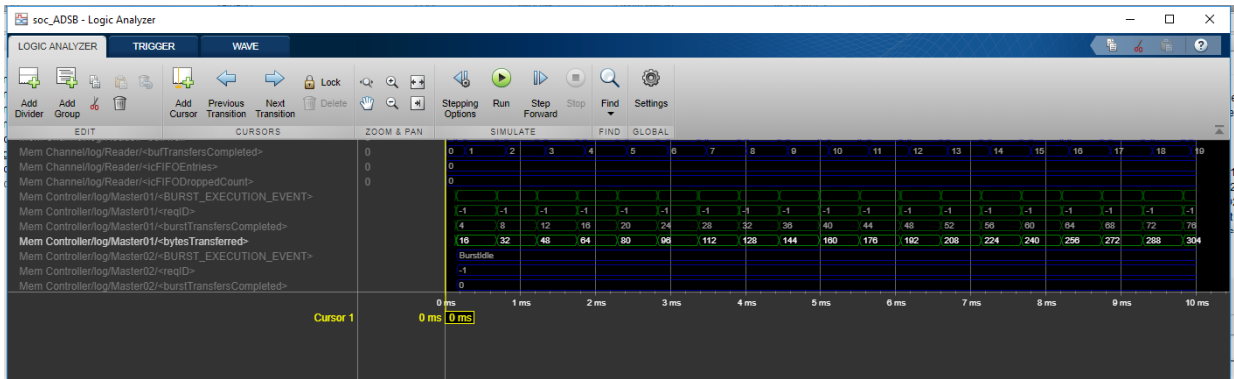 soc_ADSB - Logic Analyzer
LOGIC ANALYZER TRIGGER WAVE
Add Divider Add Group Add Cursor Previous Transition Next Transition Lock Delete Stepping Options Run Step Forward Stop Find Settings
EDIT CURSORS ZOOM & PAN SIMULATE FIND GLOBAL
Mem Channel/log/Reader/<bufTransfersCompleted> 0 0 1 2 3 4 5 6 7 8 9 10 11 12 13 14 15 16 17 18 19
Mem Channel/log/Reader/<icFIFOEntries> 0 0
Mem Channel/log/Reader/<icFIFODroppedCount> 0 0
Mem Controller/log/Master01/<BURST_EXECUTION_EVENT>
Mem Controller/log/Master01/<reqID> -1 -1 -1 -1 -1 -1 -1 -1 -1 -1 -1 -1 -1 -1 -1 -1 -1 -1 -1
Mem Controller/log/Master01/<burstTransfersCompleted> 4 8 12 16 20 24 28 32 36 40 44 48 52 56 60 64 68 72 76
Mem Controller/log/Master01/<bytesTransferred> 16 32 48 64 80 96 112 128 144 160 176 192 208 224 240 256 272 288 304
Mem Controller/log/Master02/<BURST_EXECUTION_EVENT> BurstIdle
Mem Controller/log/Master02/<reqID> -1
Mem Controller/log/Master02/<burstTransfersCompleted> 0
0 ms 1 ms 2 ms 3 ms 4 ms 5 ms 6 ms 7 ms 8 ms 9 ms 10 ms
Cursor 1 0 ms 0 ms